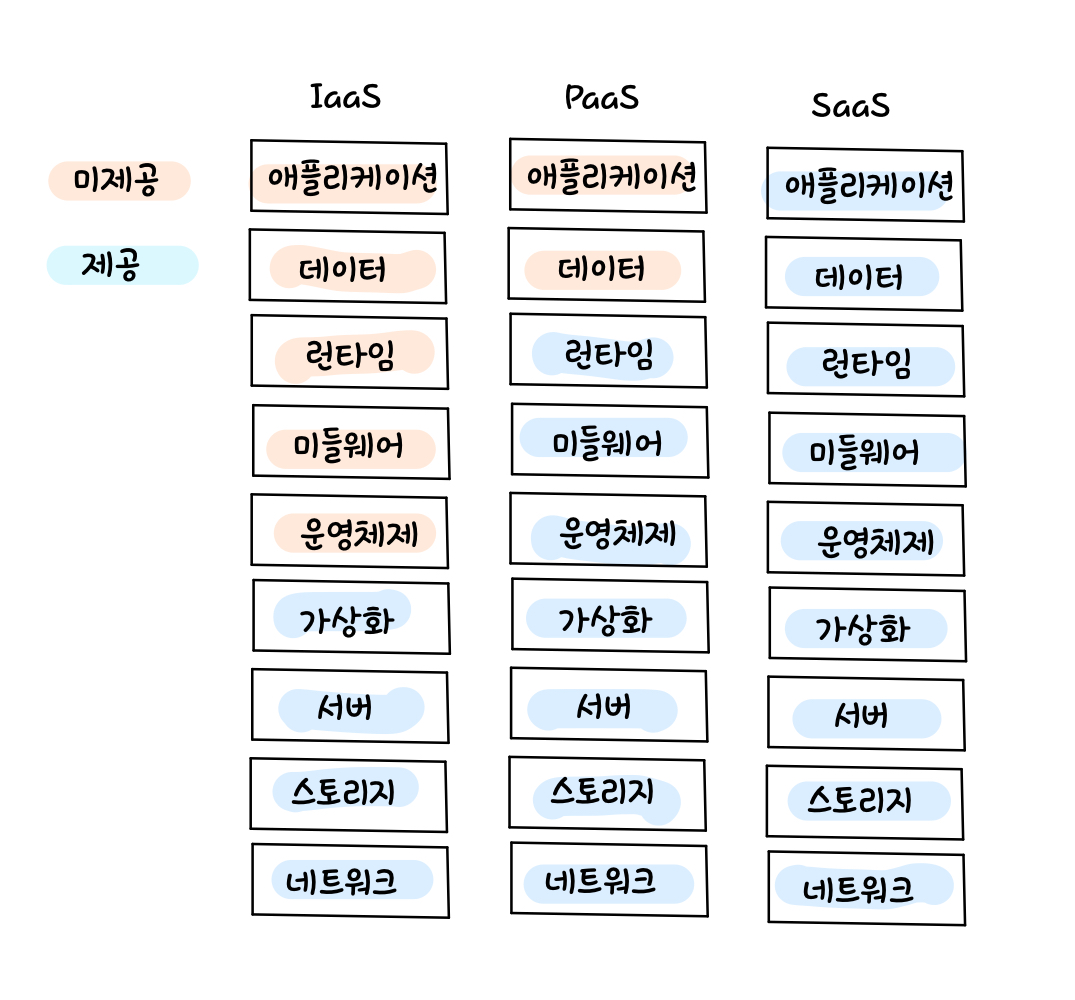 IaaS
PaaS
SaaS
미제공
제공
애플리케이션
데이터
런타임
미들웨어
운영체제
가상화
서버
스토리지
네트워크
애플리케이션
데이터
런타임
미들웨어
운영체제
가상화
서버
스토리지
네트워크
애플리케이션
데이터
런타임
미들웨어
운영체제
가상화
서버
스토리지
네트워크